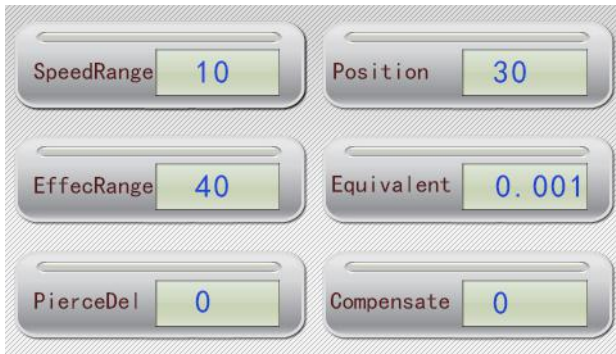 SpeedRange 10 Position 30
EffecRange 40 Equivalent 0.001
PierceDel 0 Compensate 0